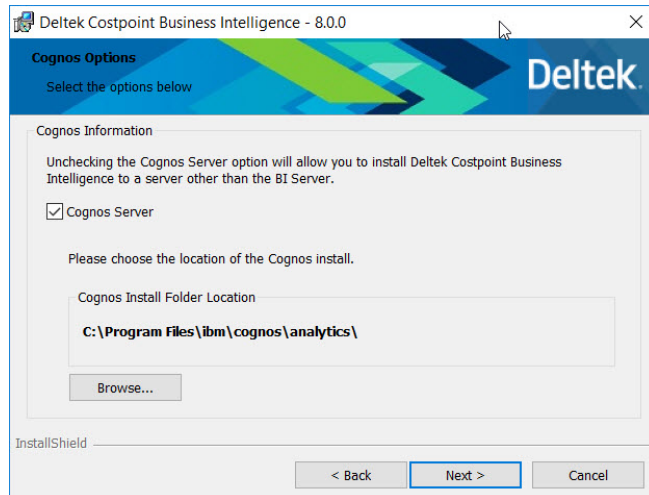 Deltek Costpoint Business Intelligence - 8.0.0
Cognos Options
Select the options below
Deltek.
Cognos Information
Unchecking the Cognos Server option will allow you to install Deltek Costpoint Business
Intelligence to a server other than the BI Server.
Cognos Server
Please choose the location of the Cognos install.
Cognos Install Folder Location
C:\Program Files\ibm\cognos\analytics\
Browse...
InstallShield
< Back
Next >
Cancel